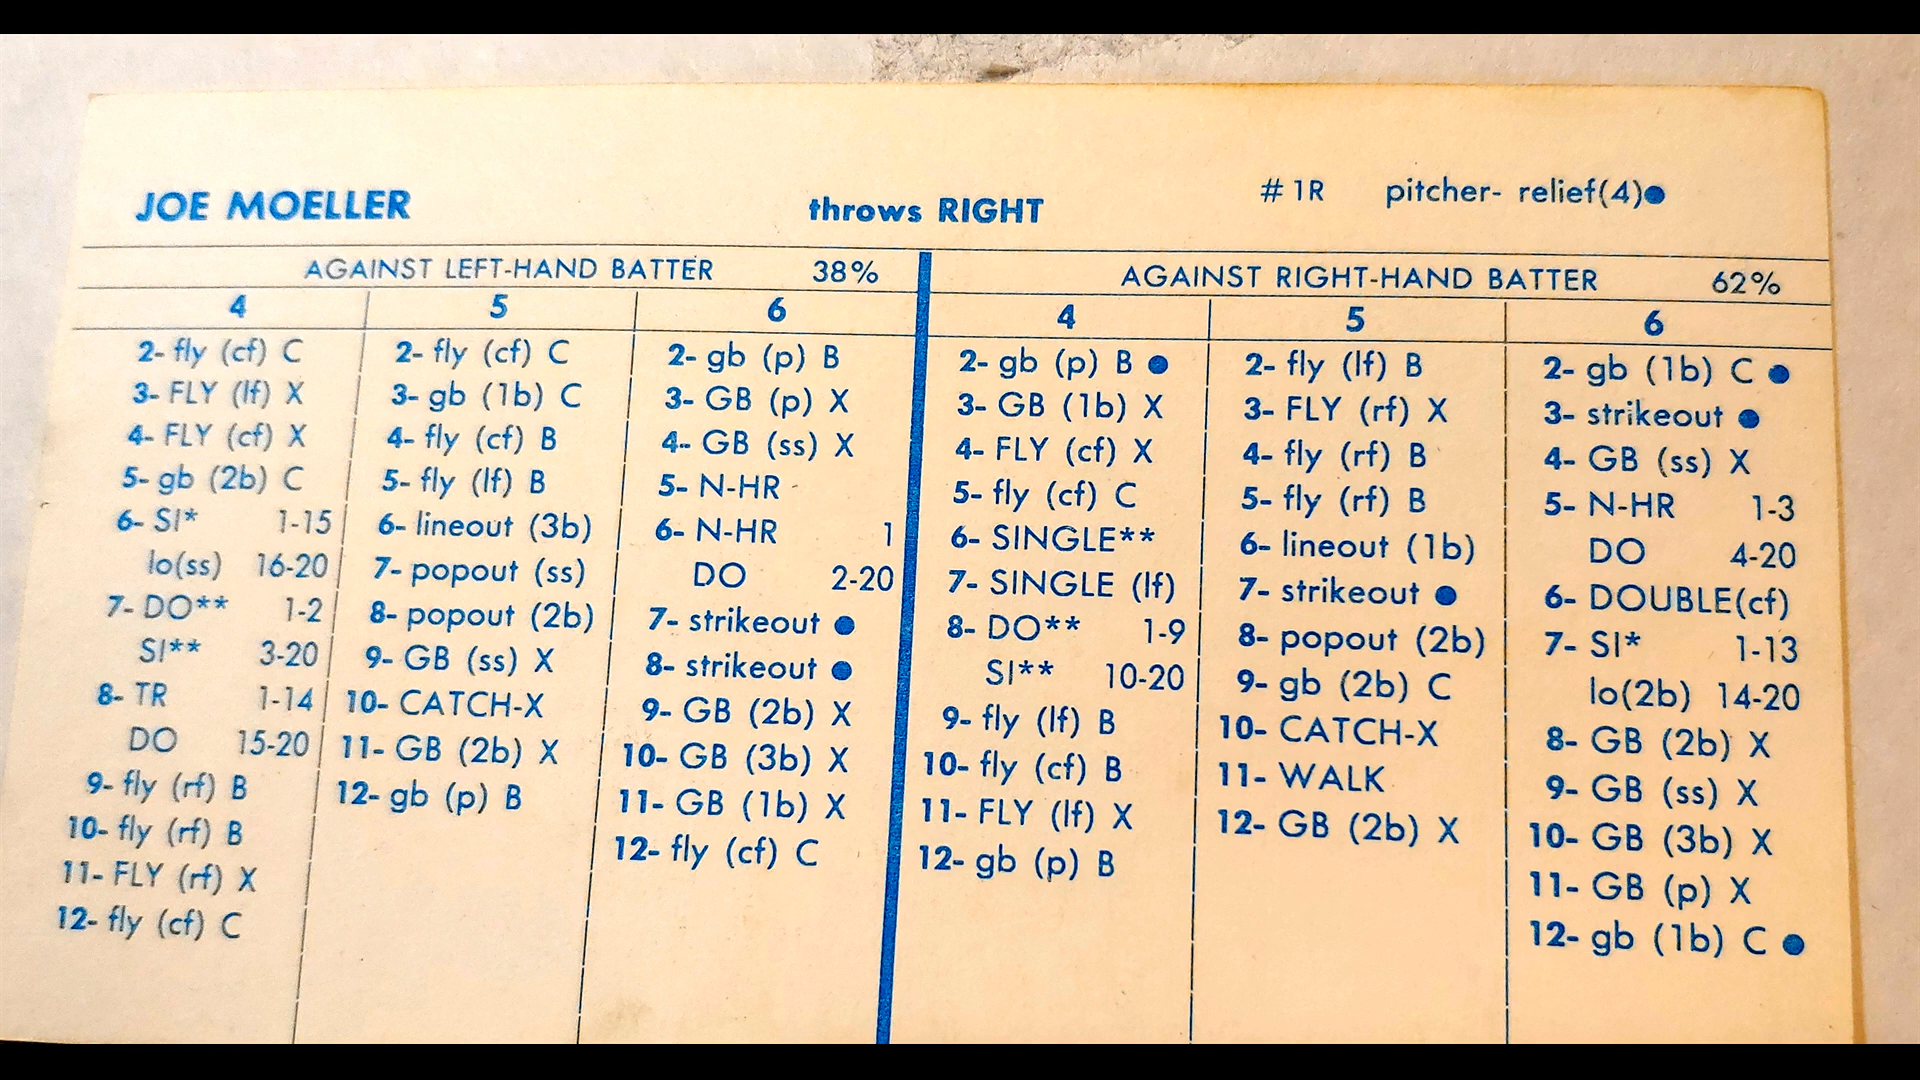 JOE MOELLER throws RIGHT # 1R pitcher- relief(4)●
AGAINST LEFT-HAND BATTER 38%
4
2- fly (cf) C
3- FLY (lf) X
4- FLY (cf) X
5- gb (2b) C
6- SI* 1-15
lo(ss) 16-20
7- DO** 1-2
SI** 3-20
8- TR 1-14
DO 15-20
9- fly (rf) B
10- fly (rf) B
11- FLY (rf) X
12- fly (cf) C
5
2- fly (cf) C
3- gb (1b) C
4- fly (cf) B
5- fly (lf) B
6- lineout (3b)
7- popout (ss)
8- popout (2b)
9- GB (ss) X
10- CATCH-X
11- GB (2b) X
12- gb (p) B
6
2- gb (p) B
3- GB (p) X
4- GB (ss) X
5- N-HR
6- N-HR 1
DO 2-20
7- strikeout ●
8- strikeout ●
9- GB (2b) X
10- GB (3b) X
11- GB (1b) X
12- fly (cf) C
AGAINST RIGHT-HAND BATTER 62%
4
2- gb (p) B ●
3- GB (1b) X
4- FLY (cf) X
5- fly (cf) C
6- SINGLE**
7- SINGLE (lf)
8- DO** 1-9
SI** 10-20
9- fly (lf) B
10- fly (cf) B
11- FLY (lf) X
12- gb (p) B
5
2- fly (lf) B
3- FLY (rf) X
4- fly (rf) B
5- fly (rf) B
6- lineout (1b)
7- strikeout ●
8- popout (2b)
9- gb (2b) C
10- CATCH-X
11- WALK
12- GB (2b) X
6
2- gb (1b) C ●
3- strikeout ●
4- GB (ss) X
5- N-HR 1-3
DO 4-20
6- DOUBLE(cf)
7- SI* 1-13
lo(2b) 14-20
8- GB (2b) X
9- GB (ss) X
10- GB (3b) X
11- GB (p) X
12- gb (1b) C ●